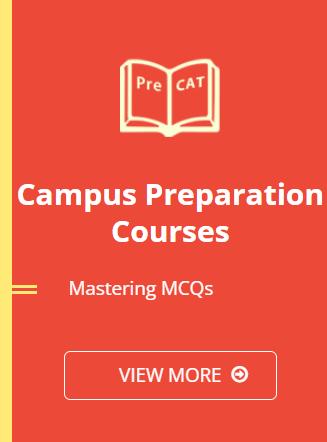 Pre CAT
Campus Preparation
Courses
Mastering MCQs
VIEW MORE